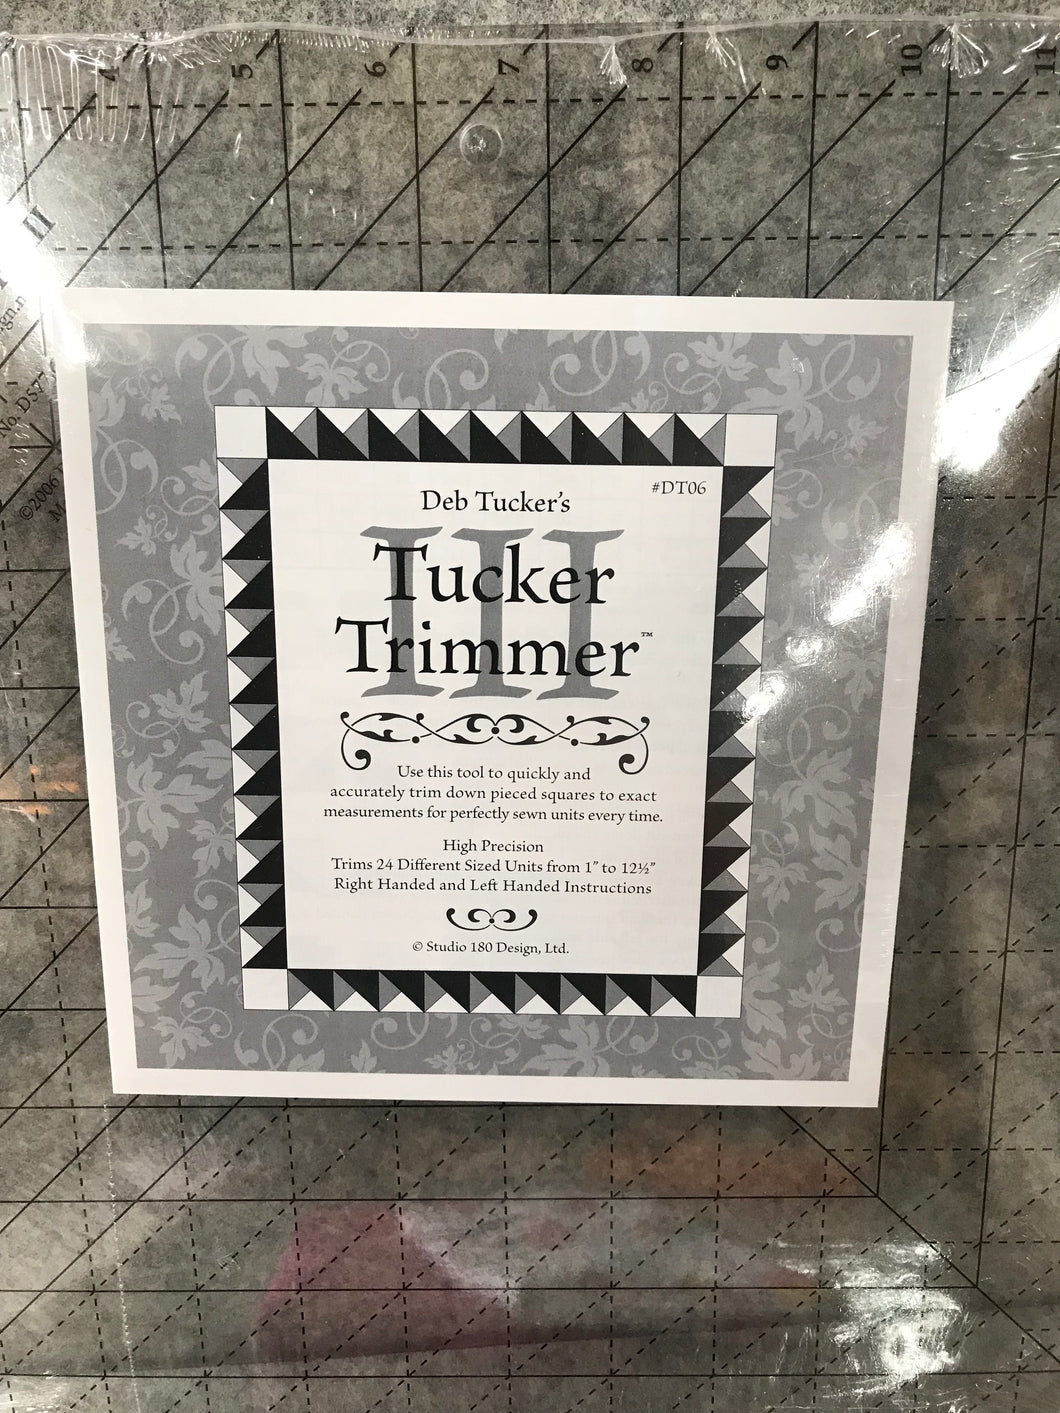 4 5 6 7 8 9 10 11
II
No. DS7
©2006
#DT06
Deb Tucker's
III
Tucker
Trimmer™
Use this tool to quickly and
accurately trim down pieced squares to exact
measurements for perfectly sewn units every time.
High Precision
Trims 24 Different Sized Units from 1" to 12½"
Right Handed and Left Handed Instructions
© Studio 180 Design, Ltd.